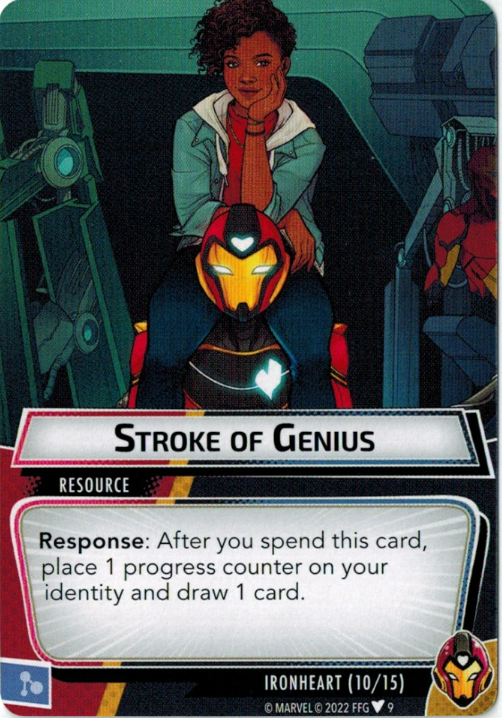 STROKE OF GENIUS
RESOURCE
Response: After you spend this card,
place 1 progress counter on your
identity and draw 1 card.
IRONHEART (10/15)
© MARVEL © 2022 FFG ♥ 9